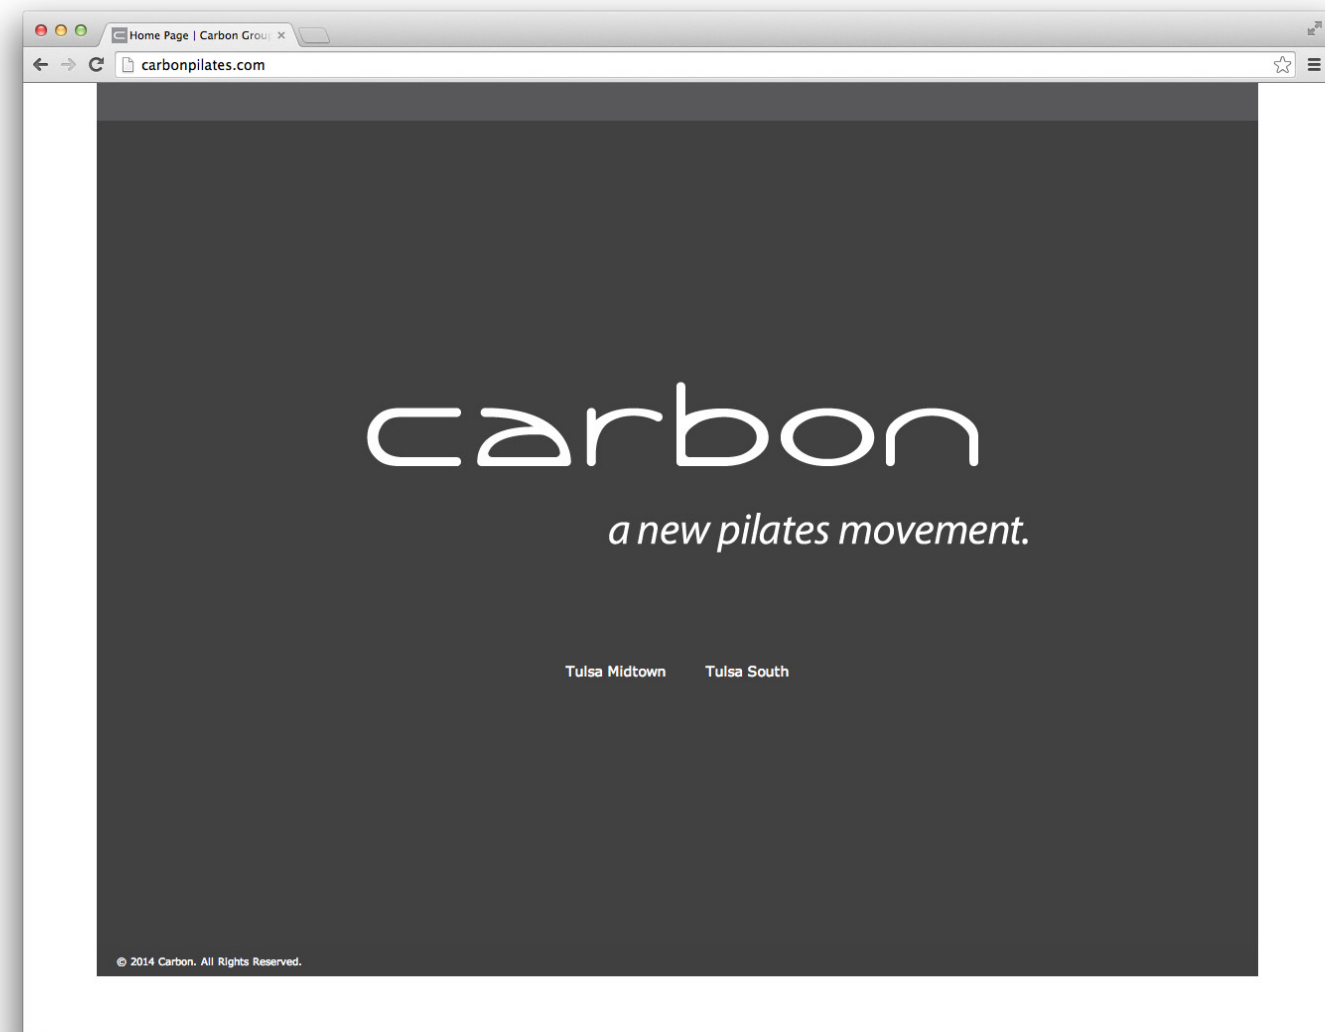 Home Page | Carbon Grou
carbonpilates.com
carbon
a new pilates movement.
Tulsa Midtown
Tulsa South
© 2014 Carbon. All Rights Reserved.